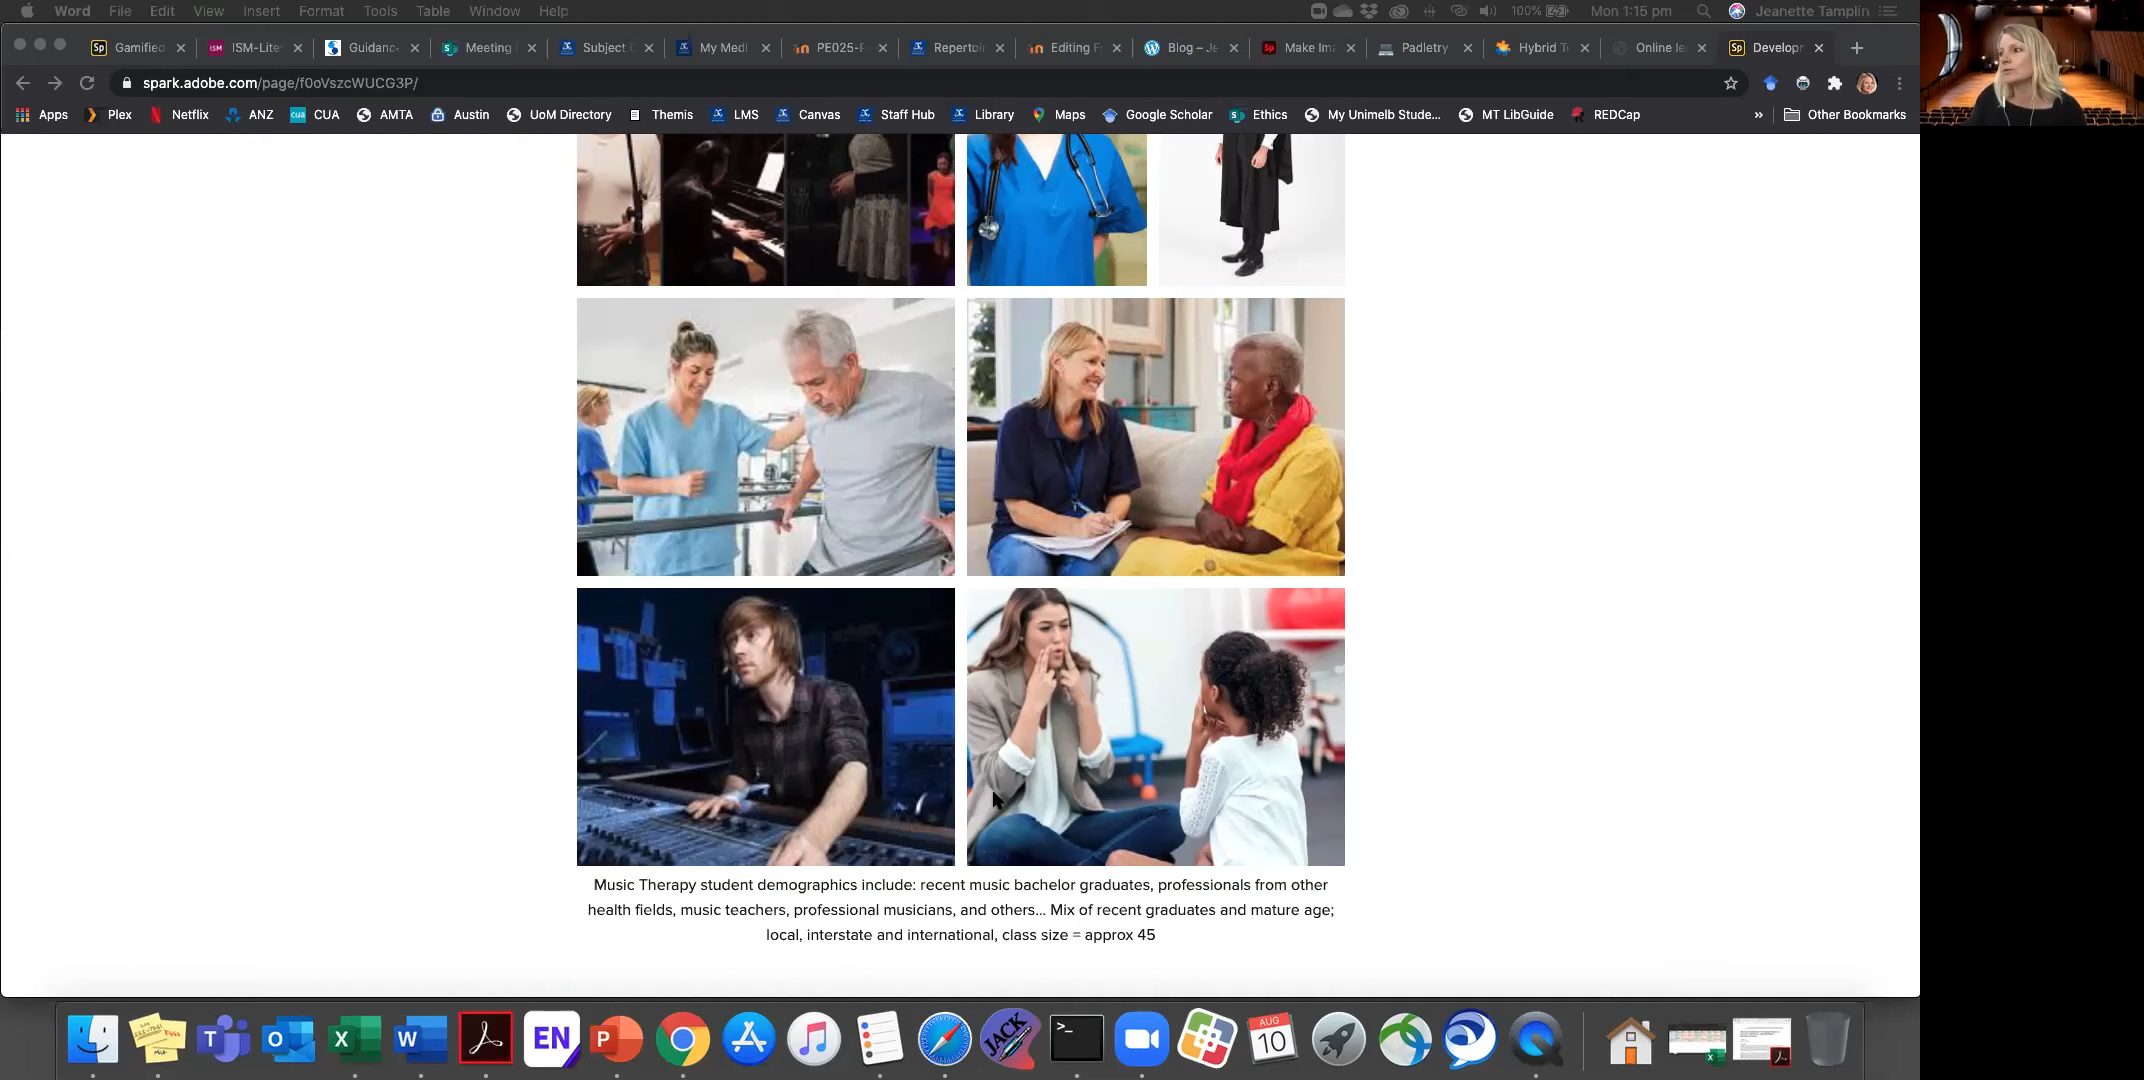 Word File Edit View Insert Format Tools Table Window Help 100% Mon 1:15 pm Jeanette Tamplin
Gamified ISM-Lite Guidanc Meeting Subject My Medi PE025- Repertoi Editing F Blog – Je Make Im Padletry Hybrid T Online le Developm
spark.adobe.com/page/f0oVszcWUCG3P/
Apps Plex Netflix ANZ CUA AMTA Austin UoM Directory Themis LMS Canvas Staff Hub Library Maps Google Scholar Ethics My Unimelb Stude... MT LibGuide REDCap » Other Bookmarks
Music Therapy student demographics include: recent music bachelor graduates, professionals from other
health fields, music teachers, professional musicians, and others... Mix of recent graduates and mature age;
local, interstate and international, class size = approx 45
EN JACK AUG
10